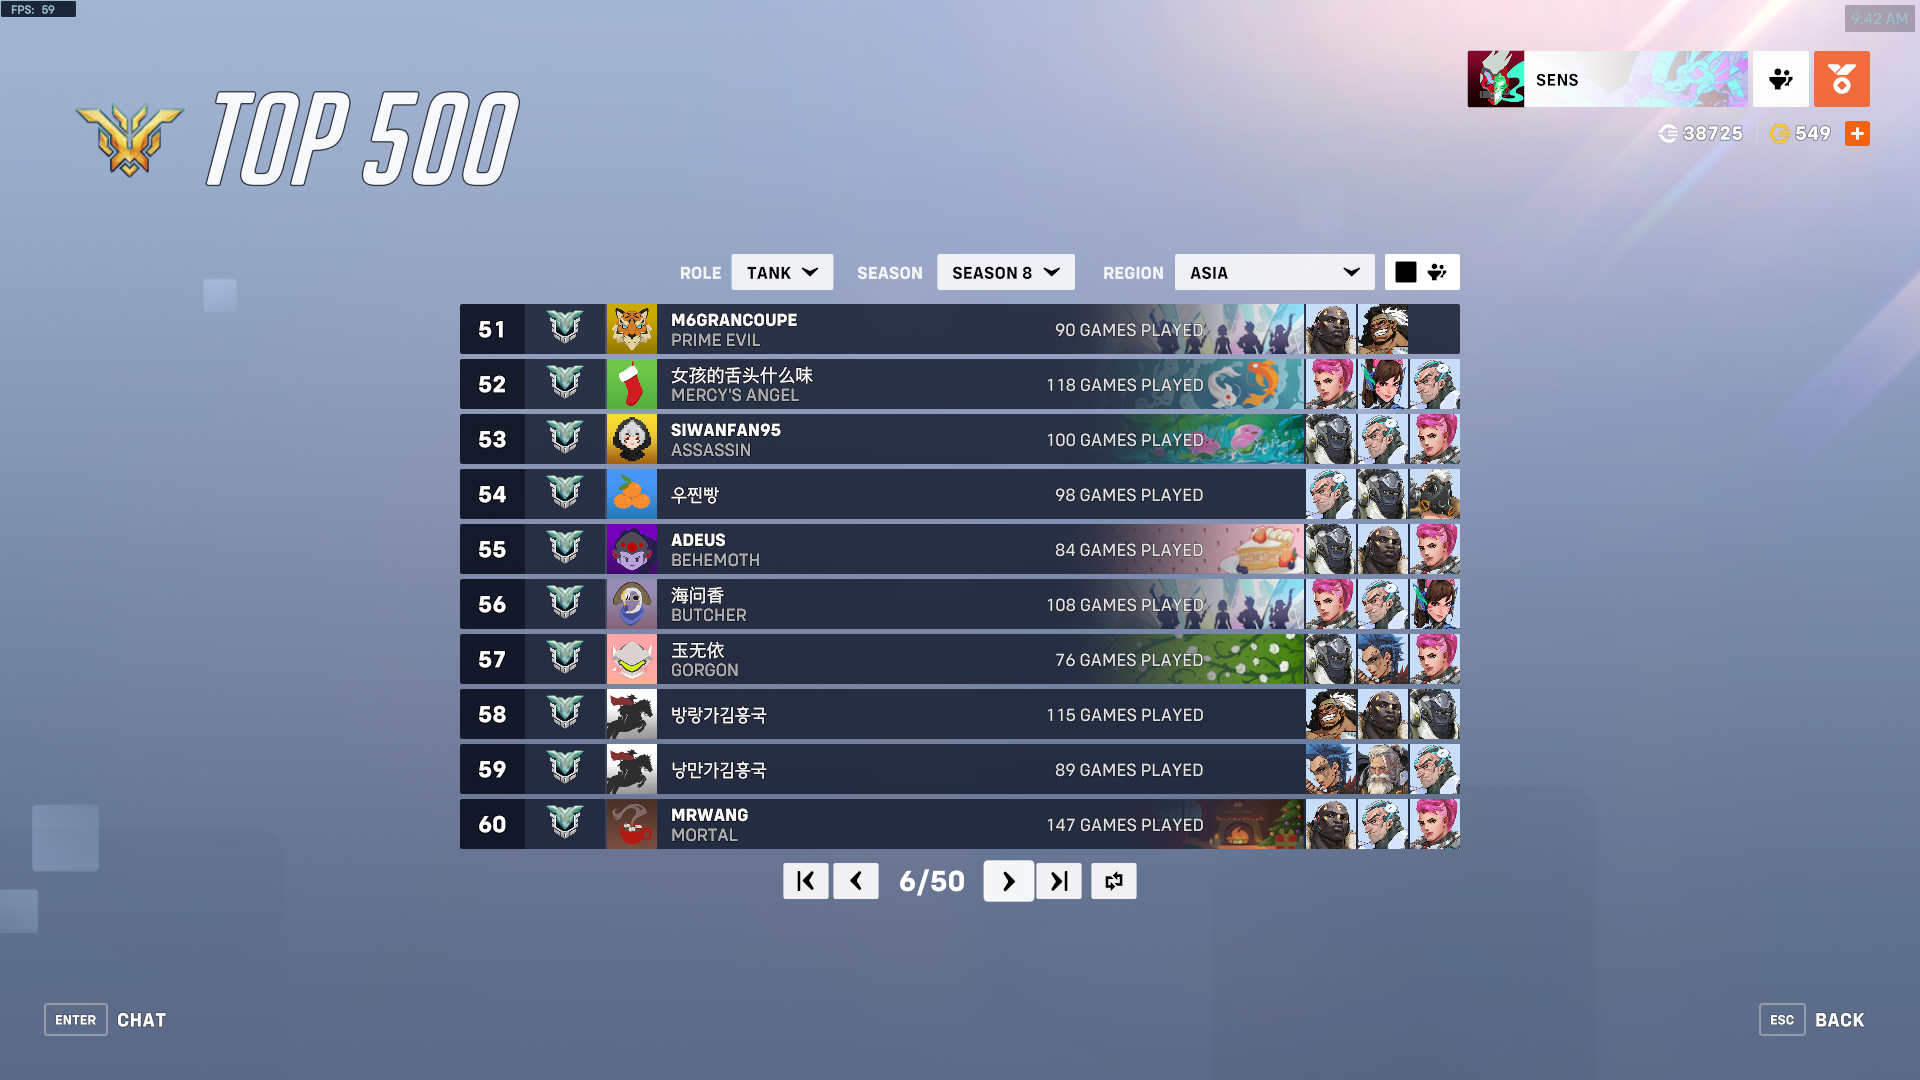 FPS: 59
9:42 AM
TOP 500
SENS
38725
549
ROLE TANK SEASON SEASON 8 REGION ASIA
51 M6GRANCOUPE 90 GAMES PLAYED
PRIME EVIL
52 女孩的舌头什么味 118 GAMES PLAYED
MERCY'S ANGEL
53 SIWANFAN95 100 GAMES PLAYED
ASSASSIN
54 우찐빵 98 GAMES PLAYED
55 ADEUS 84 GAMES PLAYED
BEHEMOTH
56 海问香 108 GAMES PLAYED
BUTCHER
57 玉无依 76 GAMES PLAYED
GORGON
58 방랑가김흥국 115 GAMES PLAYED
59 낭만가김흥국 89 GAMES PLAYED
60 MRWANG 147 GAMES PLAYED
MORTAL
6/50
ENTER CHAT
ESC BACK